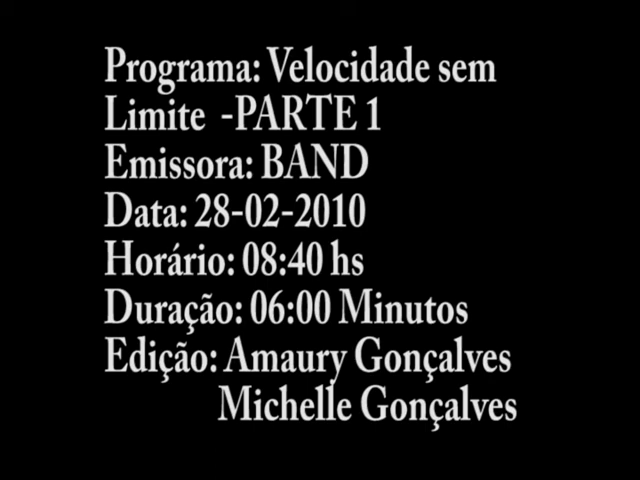 Programa: Velocidade sem
Limite -PARTE 1
Emissora: BAND
Data: 28-02-2010
Horário: 08:40 hs
Duração: 06:00 Minutos
Edição: Amaury Gonçalves
Michelle Gonçalves